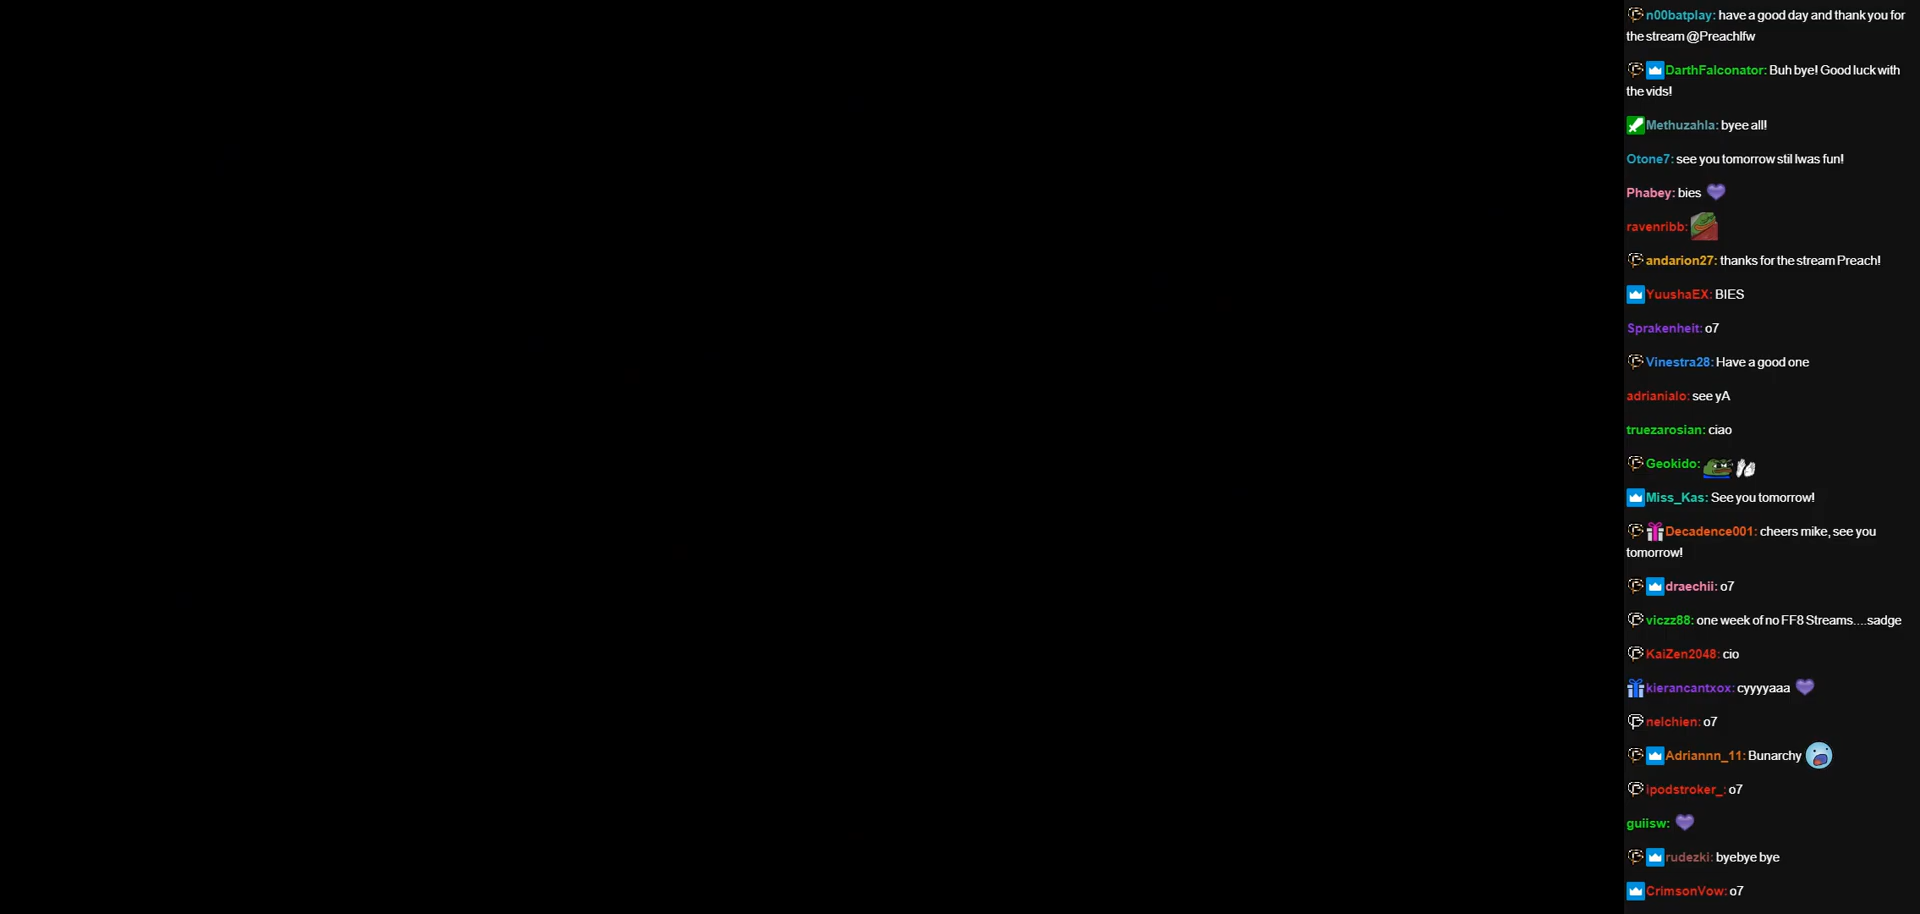 n00batplay: have a good day and thank you for
the stream @Preachlfw
DarthFalconator: Buh bye! Good luck with
the vids!
Methuzahla: byee all!
Otone7: see you tomorrow stil lwas fun!
Phabey: bies
ravenribb:
andarion27: thanks for the stream Preach!
YuushaEX: BIES
Sprakenheit: o7
Vinestra28: Have a good one
adrianialo: see yA
truezarosian: ciao
Geokido:
Miss_Kas: See you tomorrow!
Decadence001: cheers mike, see you
tomorrow!
draechii: o7
viczz88: one week of no FF8 Streams....sadge
KaiZen2048: cio
kierancantxox: cyyyyaaa
nelchien: o7
Adriannn_11: Bunarchy
ipodstroker_: o7
guiisw:
rudezki: byebye bye
CrimsonVow: o7